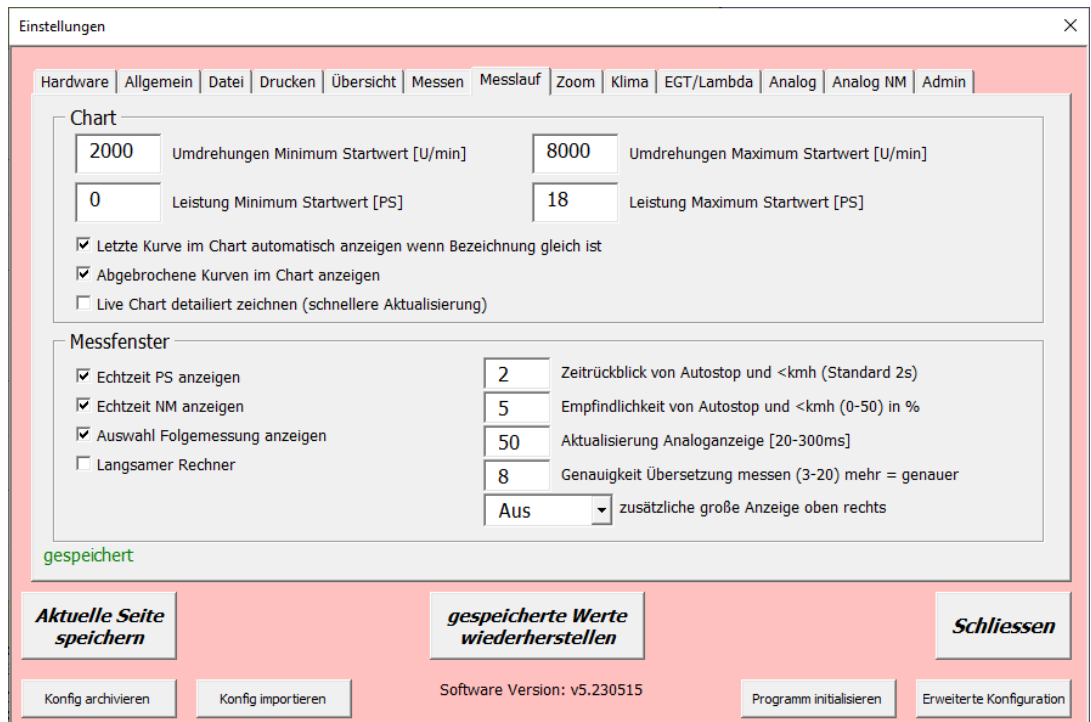 Einstellungen
Hardware Allgemein Datei Drucken Übersicht Messen Messlauf Zoom Klima EGT/Lambda Analog Analog NM Admin
Chart
2000 Umdrehungen Minimum Startwert [U/min] 8000 Umdrehungen Maximum Startwert [U/min]
0 Leistung Minimum Startwert [PS] 18 Leistung Maximum Startwert [PS]
Letzte Kurve im Chart automatisch anzeigen wenn Bezeichnung gleich ist
Abgebrochene Kurven im Chart anzeigen
Live Chart detailiert zeichnen (schnellere Aktualisierung)
Messfenster
Echtzeit PS anzeigen
Echtzeit NM anzeigen
Auswahl Folgemessung anzeigen
Langsamer Rechner
2 Zeitrückblick von Autostop und <kmh (Standard 2s)
5 Empfindlichkeit von Autostop und <kmh (0-50) in %
50 Aktualisierung Analoganzeige [20-300ms]
8 Genauigkeit Übersetzung messen (3-20) mehr = genauer
Aus zusätzliche große Anzeige oben rechts
gespeichert
Aktuelle Seite
speichern
gespeicherte Werte
wiederherstellen
Schliessen
Konfig archivieren Konfig importieren Software Version: v5.230515 Programm initialisieren Erweiterte Konfiguration